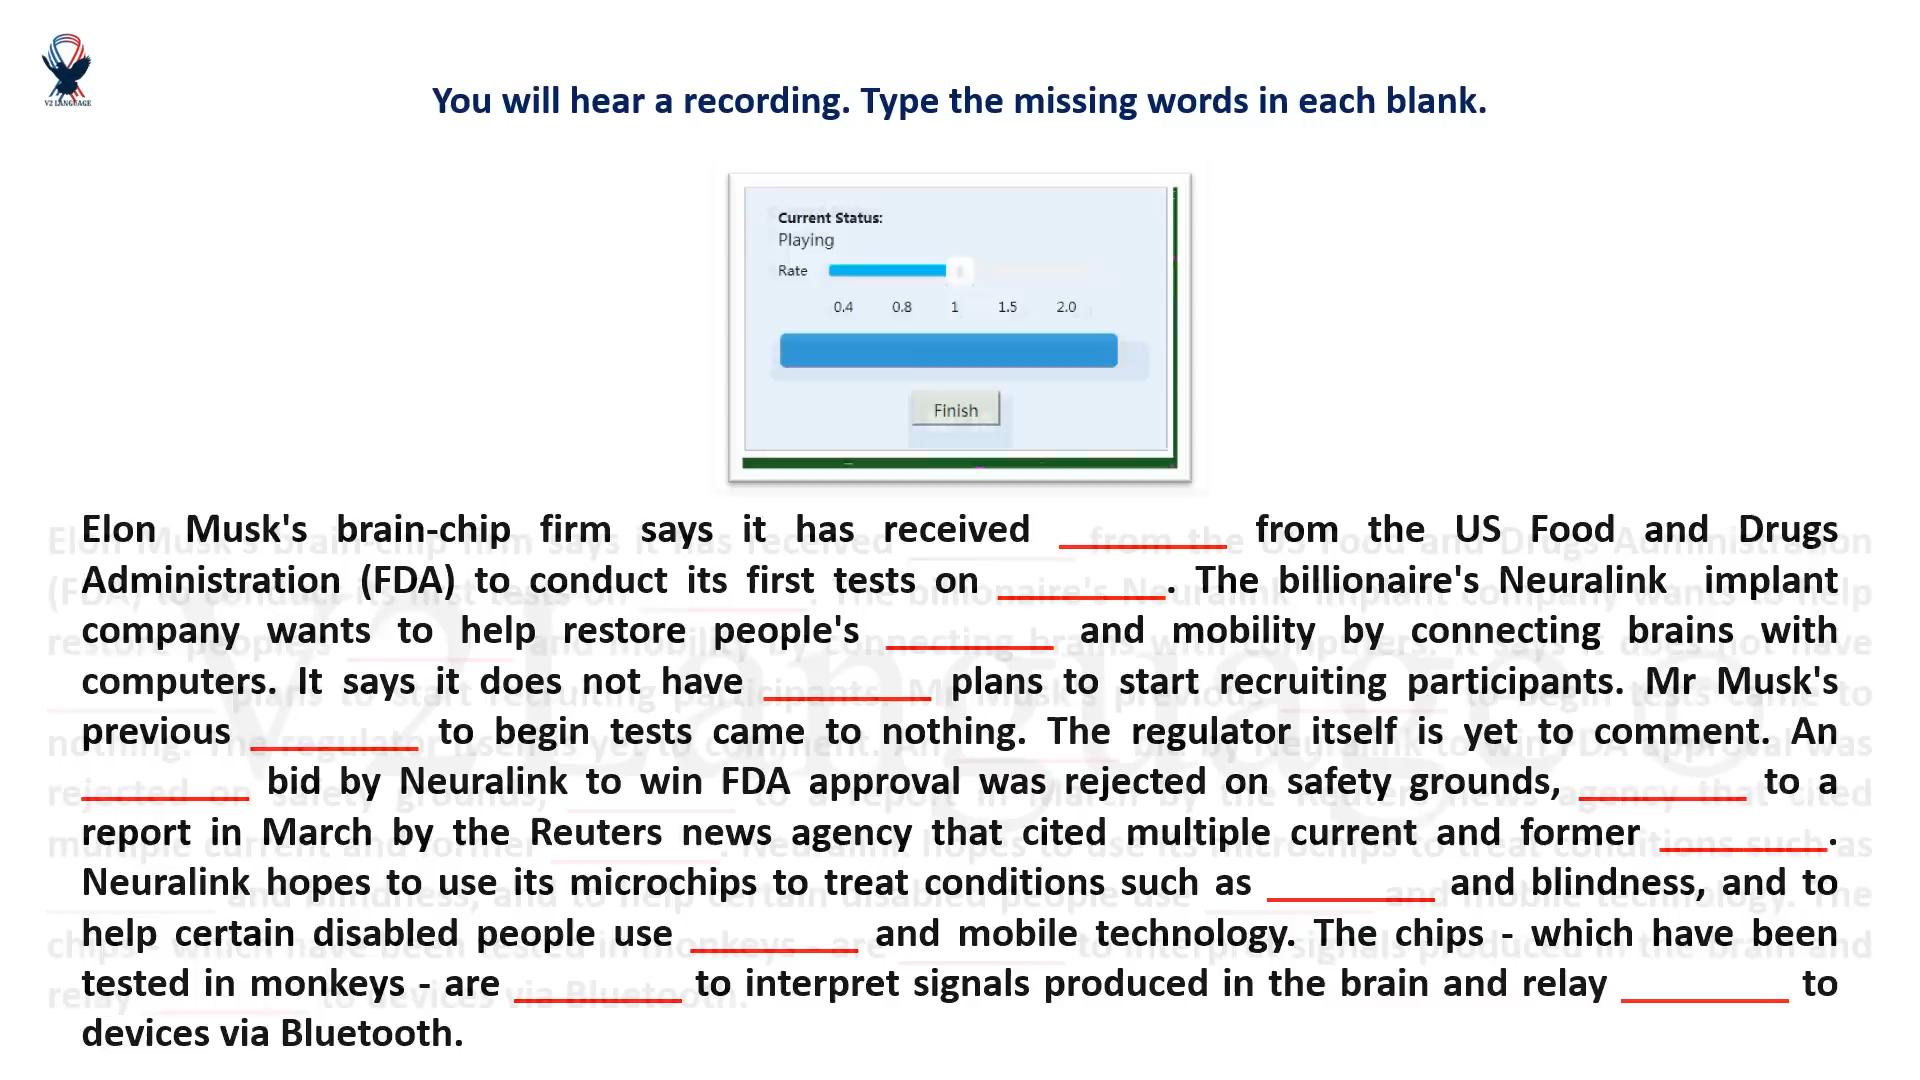 V2 LANGUAGE
You will hear a recording. Type the missing words in each blank.
Current Status:
Playing
Rate
0.4 0.8 1 1.5 2.0
Finish
Elon Musk's brain-chip firm says it has received ________ from the US Food and Drugs
Administration (FDA) to conduct its first tests on ________. The billionaire's Neuralink implant
company wants to help restore people's ________ and mobility by connecting brains with
computers. It says it does not have ________ plans to start recruiting participants. Mr Musk's
previous ________ to begin tests came to nothing. The regulator itself is yet to comment. An
________ bid by Neuralink to win FDA approval was rejected on safety grounds, ________ to a
report in March by the Reuters news agency that cited multiple current and former ________.
Neuralink hopes to use its microchips to treat conditions such as ________ and blindness, and to
help certain disabled people use ________ and mobile technology. The chips - which have been
tested in monkeys - are ________ to interpret signals produced in the brain and relay ________ to
devices via Bluetooth.